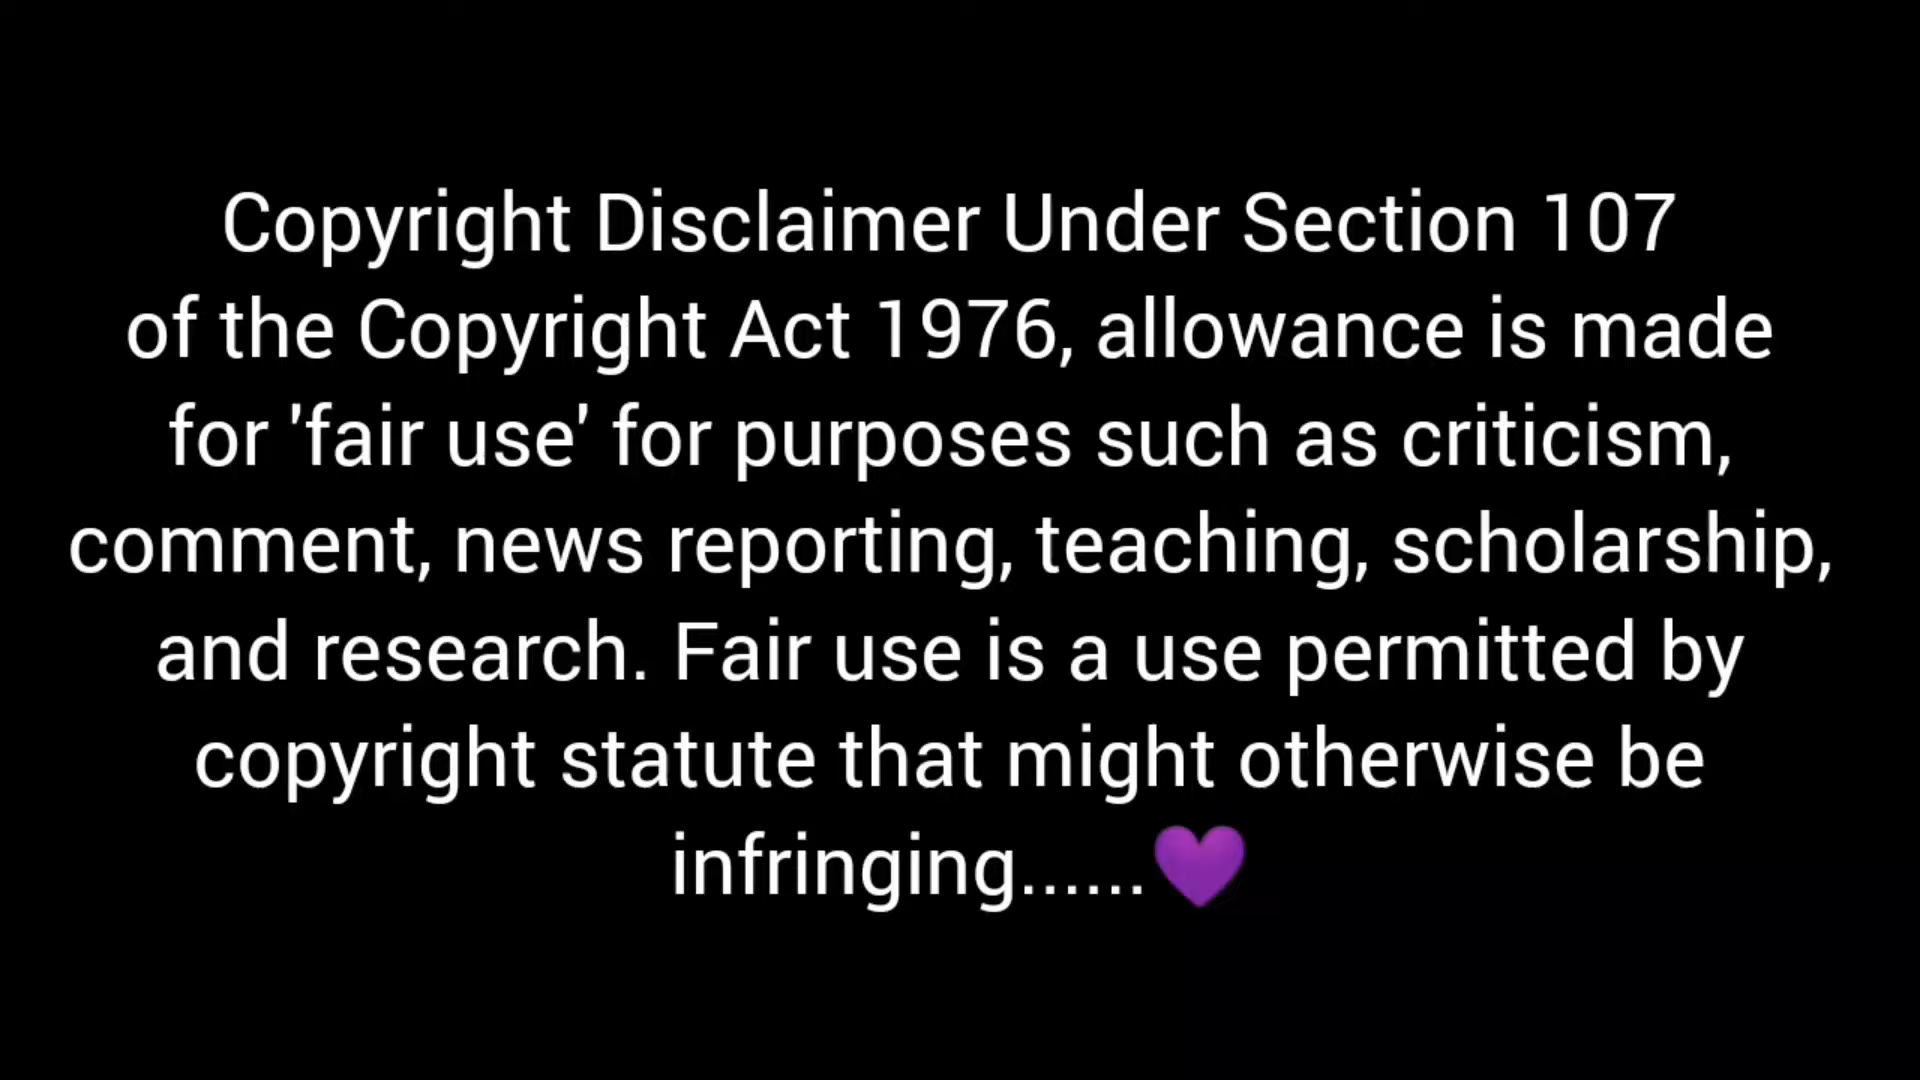 Copyright Disclaimer Under Section 107
of the Copyright Act 1976, allowance is made
for 'fair use' for purposes such as criticism,
comment, news reporting, teaching, scholarship,
and research. Fair use is a use permitted by
copyright statute that might otherwise be
infringing......💜